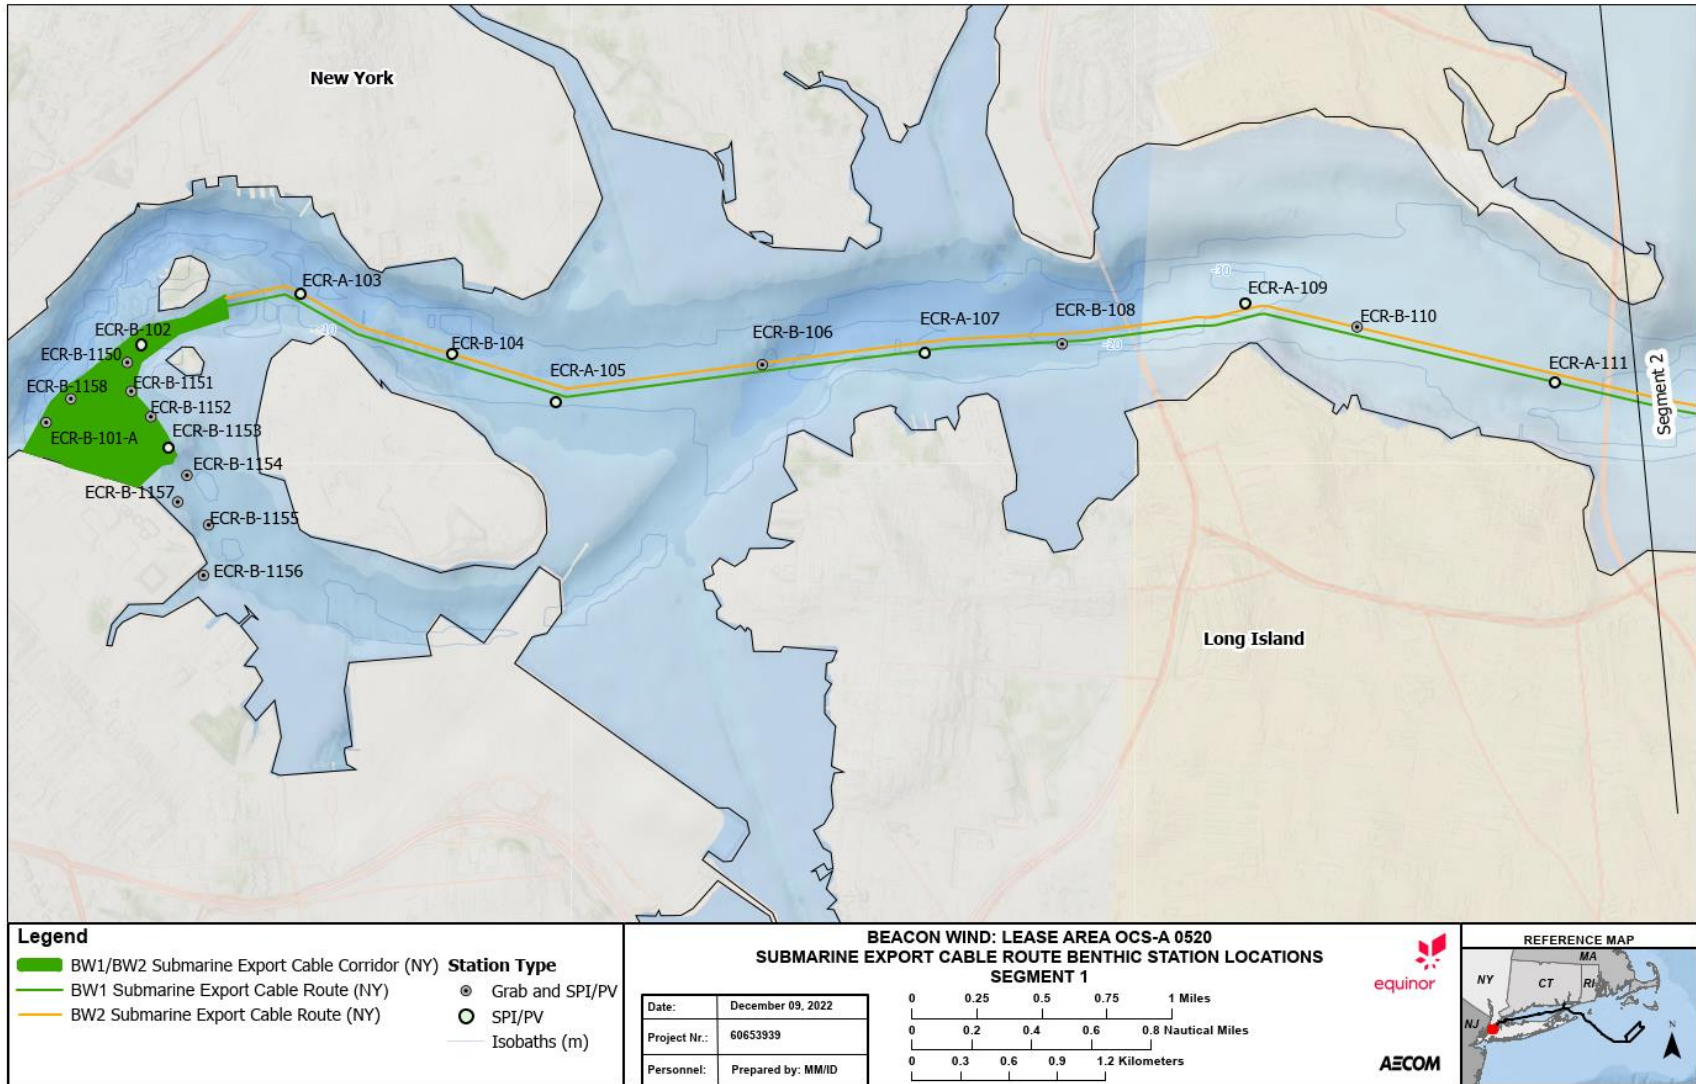 New York
ECR-A-103
ECR-B-102
ECR-B-104
ECR-B-1150
ECR-B-1158
ECR-B-1151
ECR-B-1152
ECR-B-101-A
ECR-B-1153
ECR-B-1154
ECR-B-1157
ECR-B-1155
ECR-B-1156
ECR-A-105
ECR-B-106
ECR-A-107
ECR-B-108
-20
-30
ECR-A-109
ECR-B-110
ECR-A-111
Segment 2
Long Island
Legend
BW1/BW2 Submarine Export Cable Corridor (NY)
BW1 Submarine Export Cable Route (NY)
BW2 Submarine Export Cable Route (NY)
Station Type
Grab and SPI/PV
SPI/PV
Isobaths (m)
BEACON WIND: LEASE AREA OCS-A 0520
SUBMARINE EXPORT CABLE ROUTE BENTHIC STATION LOCATIONS
SEGMENT 1
Date: December 09, 2022
Project Nr.: 60653939
Personnel: Prepared by: MM/ID
0 0.25 0.5 0.75 1 Miles
0 0.2 0.4 0.6 0.8 Nautical Miles
0 0.3 0.6 0.9 1.2 Kilometers
equinor
AECOM
REFERENCE MAP
MA
NY
CT
RI
NJ
N